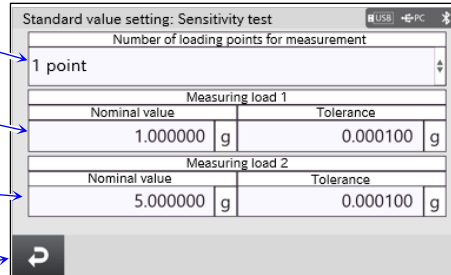 Standard value setting: Sensitivity test USB PC
Number of loading points for measurement
1 point
Measuring load 1
Nominal value Tolerance
1.000000 g 0.000100 g
Measuring load 2
Nominal value Tolerance
5.000000 g 0.000100 g